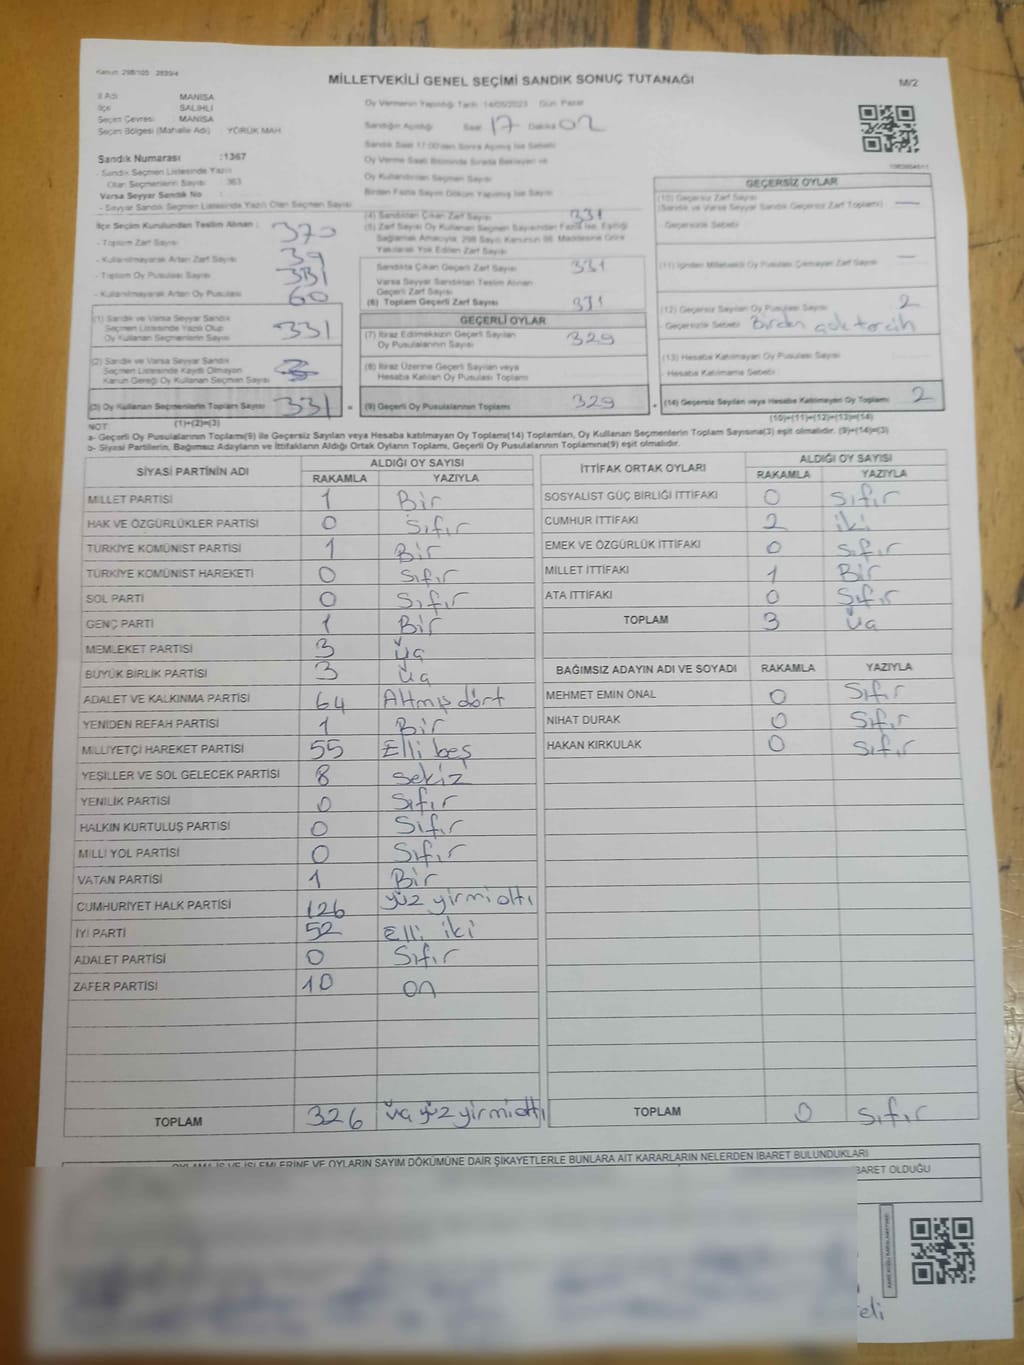 Kanun: 298/105 2839/4
MİLLETVEKİLİ GENEL SEÇİMİ SANDIK SONUÇ TUTANAĞI
M/2
İl Adı : MANİSA
İlçe : SALİHLİ
Seçim Çevresi : MANİSA
Seçim Bölgesi (Mahalle Adı) : YÖRÜK MAH.
Oy Vermenin Yapıldığı Tarih: 14/05/2023 Gün: Pazar
Sandığın Açıldığı Saat 17 Dakika 02
Sandık Saat 17:00'den Sonra Açılmış İse Sebebi
Oy Verme Saati Bitiminde Sırada Bekleyen ve
Oy Kullandırılan Seçmen Sayısı
Birden Fazla Sayım Döküm Yapılmış İse Sayısı
Sandık Numarası : 1367
- Sandık Seçmen Listesinde Yazılı
Olan Seçmenlerin Sayısı : 363
Varsa Seyyar Sandık No :
- Seyyar Sandık Seçmen Listesinde Yazılı Olan Seçmen Sayısı
İlçe Seçim Kurulundan Teslim Alınan :
- Toplam Zarf Sayısı 370
- Kullanılmayarak Artan Zarf Sayısı 39
- Toplam Oy Pusulası Sayısı
- Kullanılmayarak Artan Oy Pusulası 60
(1) Sandık ve Varsa Seyyar Sandık
Seçmen Listesinde Yazılı Olup
Oy Kullanan Seçmenlerin Sayısı 331
(2) Sandık ve Varsa Seyyar Sandık
Seçmen Listesinde Kaydı Olmayan
Kanun Gereği Oy Kullanan Seçmen Sayısı
(3) Oy Kullanan Seçmenlerin Toplam Sayısı 331 =
(1)+(2)=(3)
(4) Sandıktan Çıkan Zarf Sayısı 331
(5) Zarf Sayısı Oy Kullanan Seçmen Sayısından Fazla İse, Eşitliği
Sağlamak Amacıyla, 298 Sayılı Kanunun 98. Maddesine Göre
Yakılarak Yok Edilen Zarf Sayısı
Sandıkta Çıkan Geçerli Zarf Sayısı 331
Varsa Seyyar Sandıktan Teslim Alınan
Geçerli Zarf Sayısı
(6) Toplam Geçerli Zarf Sayısı 331
GEÇERLİ OYLAR
(7) İtiraz Edilmeksizin Geçerli Sayılan
Oy Pusulalarının Sayısı 329
(8) İtiraz Üzerine Geçerli Sayılan veya
Hesaba Katılan Oy Pusulası Toplamı
(9) Geçerli Oy Pusulalarının Toplamı 329 +
GEÇERSİZ OYLAR
(10) Geçersiz Zarf Sayısı
(Sandık ve Varsa Seyyar Sandık Geçersiz Zarf Toplamı) —
- Geçersizlik Sebebi
(11) İçinden Milletvekili Oy Pusulası Çıkmayan Zarf Sayısı —
(12) Geçersiz Sayılan Oy Pusulası Sayısı 2
- Geçersizlik Sebebi Birden çok tercih
(13) Hesaba Katılmayan Oy Pusulası Sayısı
- Hesaba Katılmama Sebebi
(14) Geçersiz Sayılan veya Hesaba Katılmayan Oy Toplamı 2
(10)+(11)+(12)+(13)=(14)
NOT:
a- Geçerli Oy Pusulalarının Toplamı(9) ile Geçersiz Sayılan veya Hesaba katılmayan Oy Toplamı(14) Toplamları, Oy Kullanan Seçmenlerin Toplam Sayısına(3) eşit olmalıdır. (9)+(14)=(3)
b- Siyasi Partilerin, Bağımsız Adayların ve İttifakların Aldığı Ortak Oyların Toplamı, Geçerli Oy Pusulalarının Toplamına(9) eşit olmalıdır.
SİYASİ PARTİNİN ADI ALDIĞI OY SAYISI
RAKAMLA YAZIYLA
MİLLET PARTİSİ 1 Bir
HAK VE ÖZGÜRLÜKLER PARTİSİ 0 Sıfır
TÜRKİYE KOMÜNİST PARTİSİ 1 Bir
TÜRKİYE KOMÜNİST HAREKETİ 0 Sıfır
SOL PARTİ 0 Sıfır
GENÇ PARTİ 1 Bir
MEMLEKET PARTİSİ 3 Üç
BÜYÜK BİRLİK PARTİSİ 3 Üç
ADALET VE KALKINMA PARTİSİ 64 Altmış dört
YENİDEN REFAH PARTİSİ 1 Bir
MİLLİYETÇİ HAREKET PARTİSİ 55 Elli beş
YEŞİLLER VE SOL GELECEK PARTİSİ 8 Sekiz
YENİLİK PARTİSİ 0 Sıfır
HALKIN KURTULUŞ PARTİSİ 0 Sıfır
MİLLİ YOL PARTİSİ 0 Sıfır
VATAN PARTİSİ 1 Bir
CUMHURİYET HALK PARTİSİ 126 yüz yirmi altı
İYİ PARTİ 52 Elli iki
ADALET PARTİSİ 0 Sıfır
ZAFER PARTİSİ 10 on
TOPLAM 326 üç yüz yirmi altı
İTTİFAK ORTAK OYLARI ALDIĞI OY SAYISI
RAKAMLA YAZIYLA
SOSYALİST GÜÇ BİRLİĞİ İTTİFAKI 0 Sıfır
CUMHUR İTTİFAKI 2 iki
EMEK VE ÖZGÜRLÜK İTTİFAKI 0 Sıfır
MİLLET İTTİFAKI 1 Bir
ATA İTTİFAKI 0 Sıfır
TOPLAM 3 Üç
BAĞIMSIZ ADAYIN ADI VE SOYADI RAKAMLA YAZIYLA
MEHMET EMİN ÖNAL 0 Sıfır
NİHAT DURAK 0 Sıfır
HAKAN KIRKULAK 0 Sıfır
TOPLAM 0 Sıfır
OYLAMA İŞ VE İŞLEMLERİNE VE OYLARIN SAYIM DÖKÜMÜNE DAİR ŞİKAYETLERLE BUNLARA AİT KARARLARIN NELERDEN İBARET BULUNDUKLARI
BARET OLDUĞU
eli